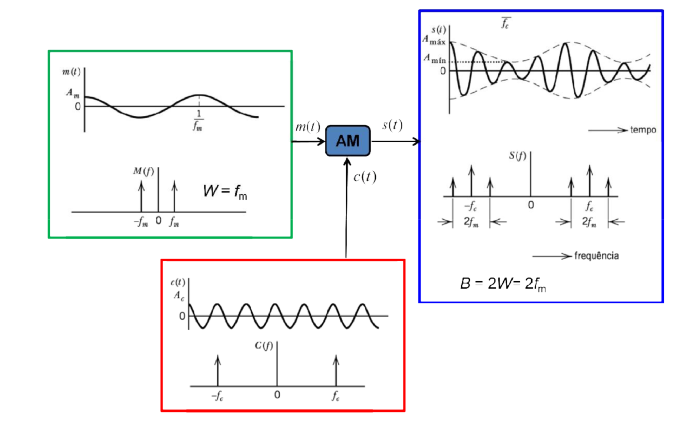 m(t)
A_m
0
1
f_m
M(f)
W = f_m
-f_m 0 f_m
m(t)
AM
s(t)
c(t)
c(t)
A_c
0
C(f)
-f_c 0 f_c
f_c
s(t)
A_máx
A_mín
0
tempo
S(f)
-f_c 0 f_c
2f_m 2f_m
frequência
B = 2W= 2f_m